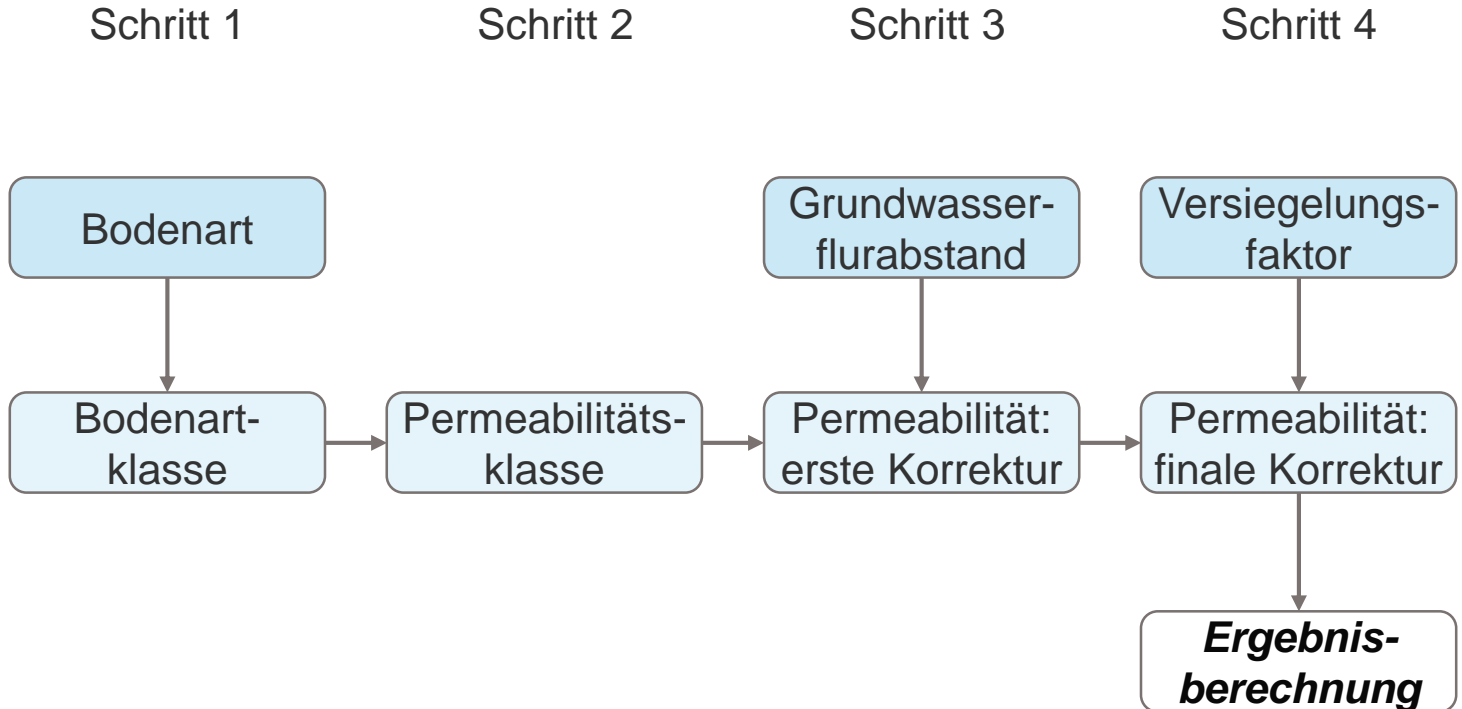 Schritt 1
Schritt 2
Schritt 3
Schritt 4
Bodenart
Grundwasser-
flurabstand
Versiegelungs-
faktor
Bodenart-
klasse
Permeabilitäts-
klasse
Permeabilität:
erste Korrektur
Permeabilität:
finale Korrektur
Ergebnis-
berechnung